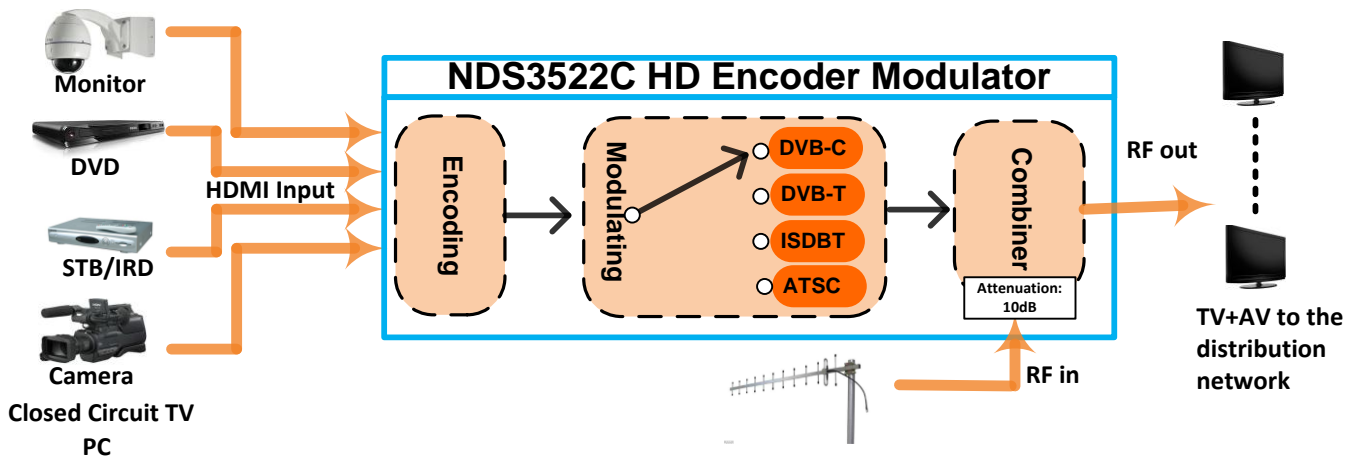 NDS3522C HD Encoder Modulator
Monitor
DVD
HDMI Input
STB/IRD
Camera
Closed Circuit TV
PC
Encoding
Modulating
DVB-C
DVB-T
ISDBT
ATSC
Combiner
Attenuation:
10dB
RF in
RF out
TV+AV to the
distribution
network